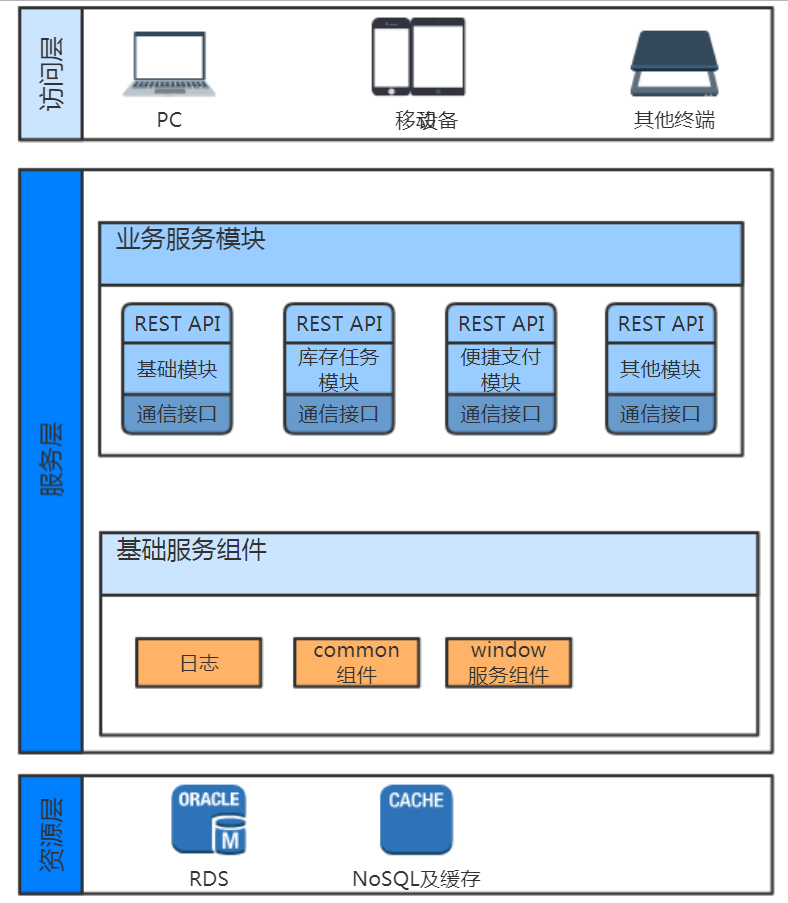 访问层
PC
移动设备
其他终端
服务层
业务服务模块
REST API
基础模块
通信接口
REST API
库存任务
模块
通信接口
REST API
便捷支付
模块
通信接口
REST API
其他模块
通信接口
基础服务组件
日志
common
组件
window
服务组件
资源层
ORACLE
M
RDS
CACHE
NoSQL及缓存